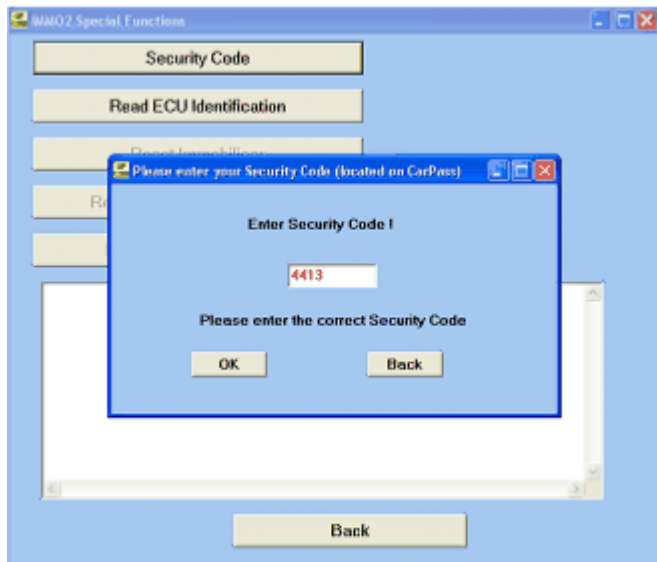 IMMO2 Special Functions
Security Code
Read ECU Identification
Please enter your Security Code (located on CarPass)
Enter Security Code !
4413
Please enter the correct Security Code
OK
Back
Back